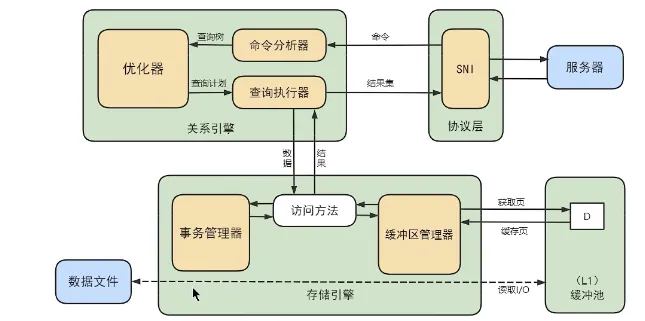 查询树
命令分析器
命令
优化器
SNI
服务器
查询计划
查询执行器
结果集
关系引擎
协议层
数据
结果
访问方法
事务管理器
缓冲区管理器
获取页
D
缓存页
数据文件
存储引擎
读取I/O
（L1）
缓冲池